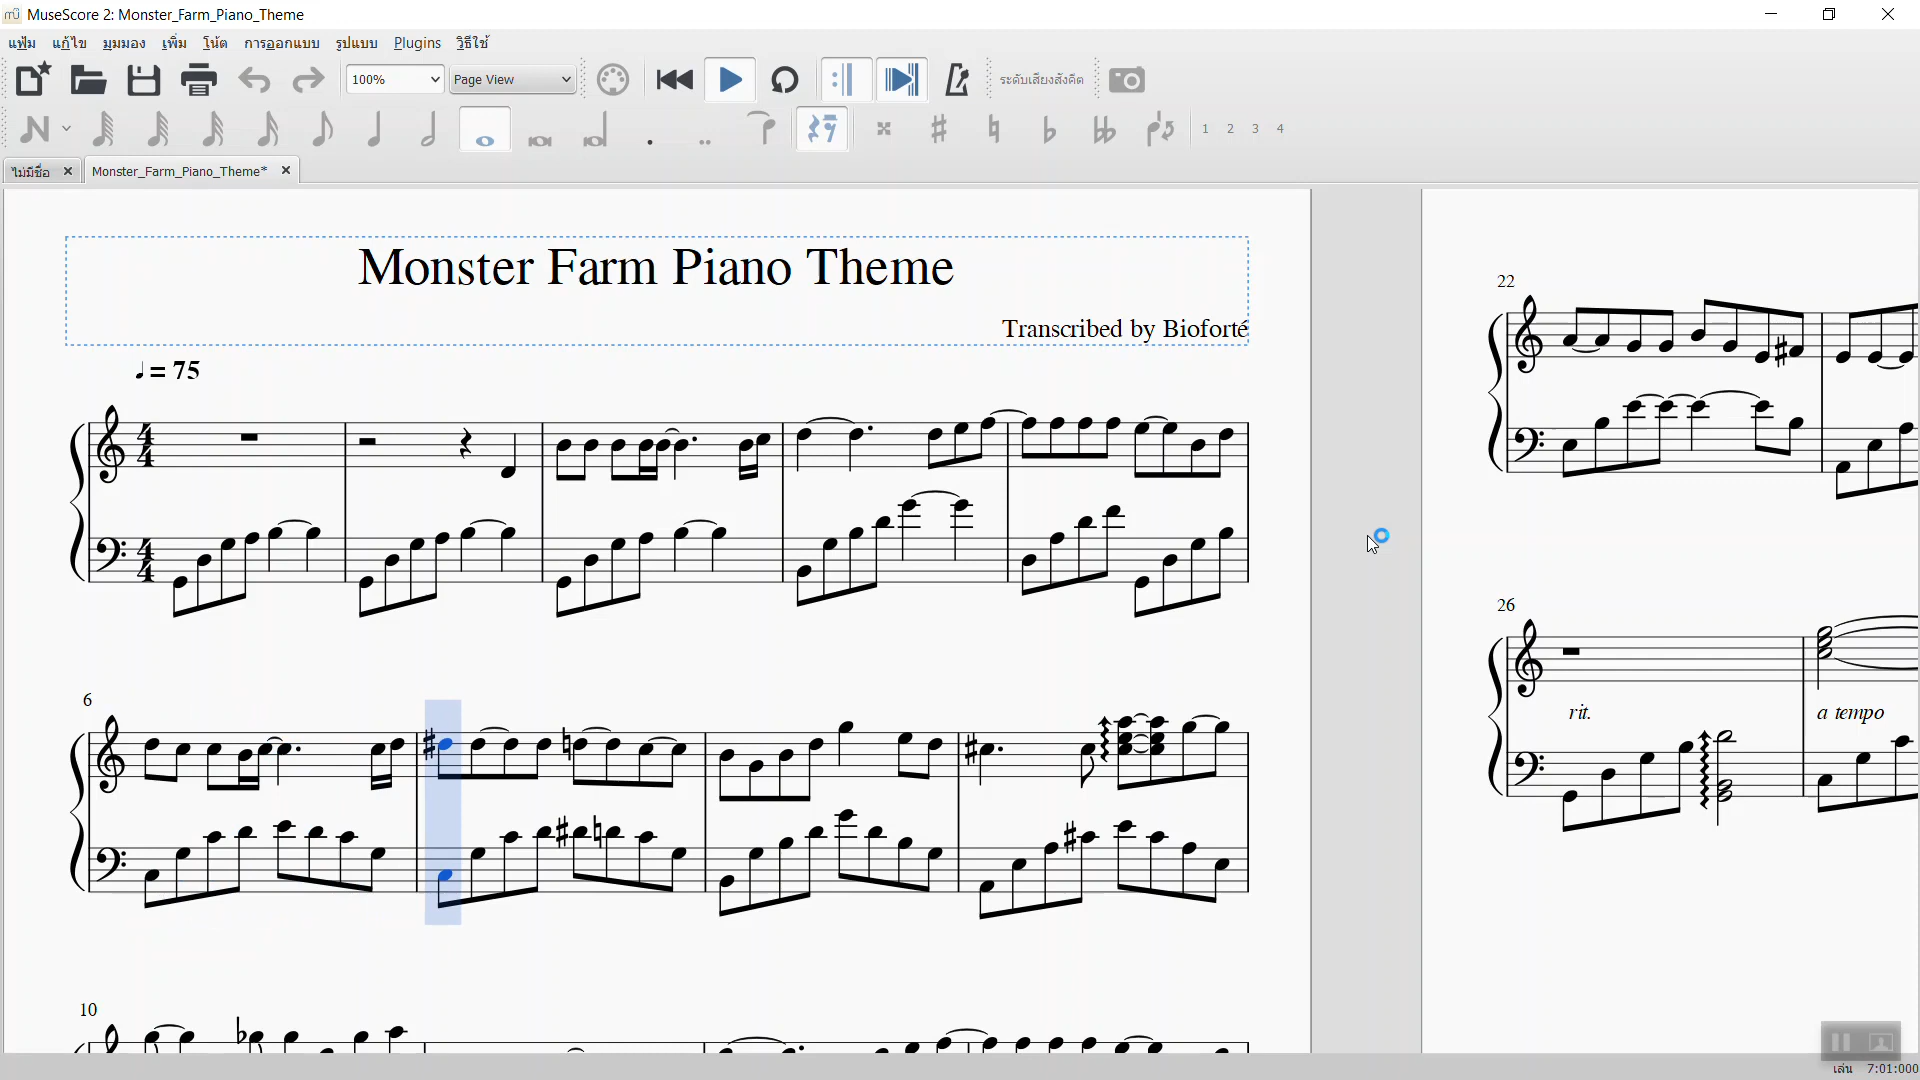 MuseScore 2: Monster_Farm_Piano_Theme
แฟ้ม แก้ไข มุมมอง เพิ่ม โน้ต การออกแบบ รูปแบบ Plugins วิธีใช้
100% Page View ระดับเสียงสังคีต
1 2 3 4
ไม่มีชื่อ Monster_Farm_Piano_Theme*
Monster Farm Piano Theme
Transcribed by Bioforté
= 75
4 4
4 4
6
10
22
26
rit. a tempo
เล่น 7:01:000